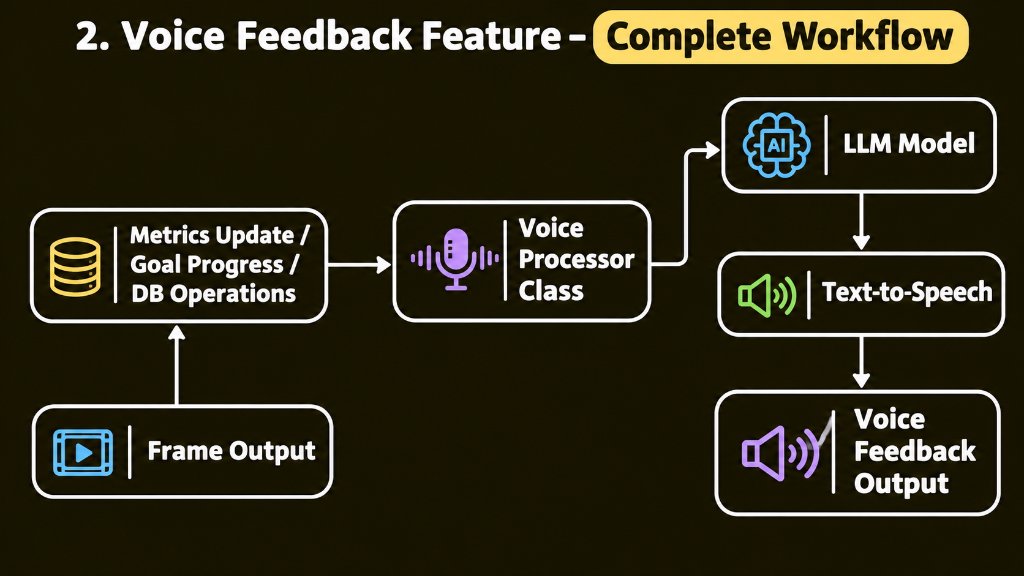 2. Voice Feedback Feature – Complete Workflow
AI
LLM Model
Metrics Update /
Goal Progress /
DB Operations
Voice
Processor
Class
Text-to-Speech
Frame Output
Voice
Feedback
Output